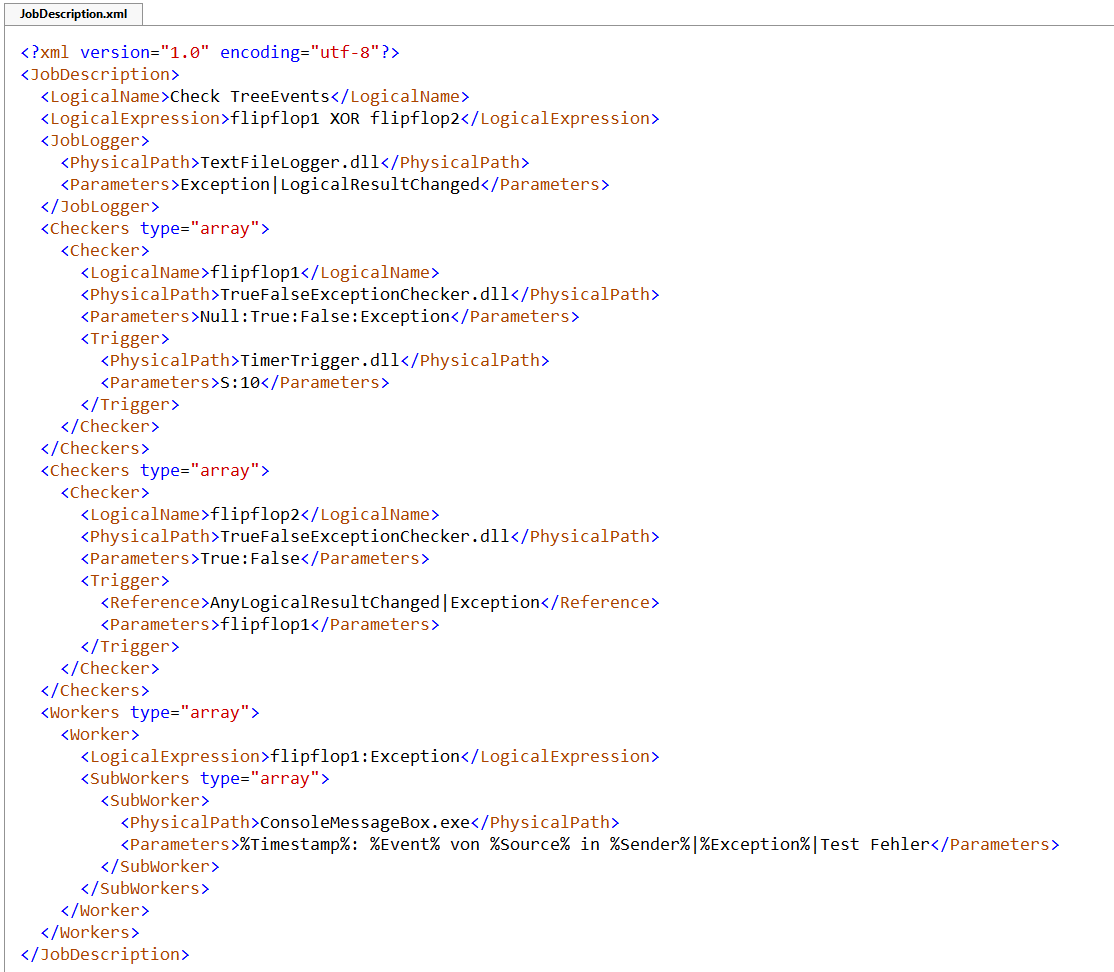 JobDescription.xml
<?xml version="1.0" encoding="utf-8"?>
<JobDescription>
  <LogicalName>Check TreeEvents</LogicalName>
  <LogicalExpression>flipflop1 XOR flipflop2</LogicalExpression>
  <JobLogger>
    <PhysicalPath>TextFileLogger.dll</PhysicalPath>
    <Parameters>Exception|LogicalResultChanged</Parameters>
  </JobLogger>
  <Checkers type="array">
    <Checker>
      <LogicalName>flipflop1</LogicalName>
      <PhysicalPath>TrueFalseExceptionChecker.dll</PhysicalPath>
      <Parameters>Null:True:False:Exception</Parameters>
      <Trigger>
        <PhysicalPath>TimerTrigger.dll</PhysicalPath>
        <Parameters>S:10</Parameters>
      </Trigger>
    </Checker>
  </Checkers>
  <Checkers type="array">
    <Checker>
      <LogicalName>flipflop2</LogicalName>
      <PhysicalPath>TrueFalseExceptionChecker.dll</PhysicalPath>
      <Parameters>True:False</Parameters>
      <Trigger>
        <Reference>AnyLogicalResultChanged|Exception</Reference>
        <Parameters>flipflop1</Parameters>
      </Trigger>
    </Checker>
  </Checkers>
  <Workers type="array">
    <Worker>
      <LogicalExpression>flipflop1:Exception</LogicalExpression>
      <SubWorkers type="array">
        <SubWorker>
          <PhysicalPath>ConsoleMessageBox.exe</PhysicalPath>
          <Parameters>%Timestamp%: %Event% von %Source% in %Sender%|%Exception%|Test Fehler</Parameters>
        </SubWorker>
      </SubWorkers>
    </Worker>
  </Workers>
</JobDescription>